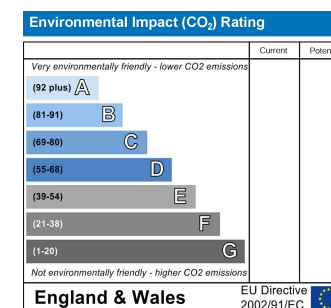 Environmental Impact (CO₂) Rating
Current
Very environmentally friendly - lower CO2 emissions
(92 plus) A
(81-91) B
(69-80) C
(55-68) D
(39-54) E
(21-38) F
(1-20) G
Not environmentally friendly - higher CO2 emissions
England & Wales
EU Directive
2002/91/EC